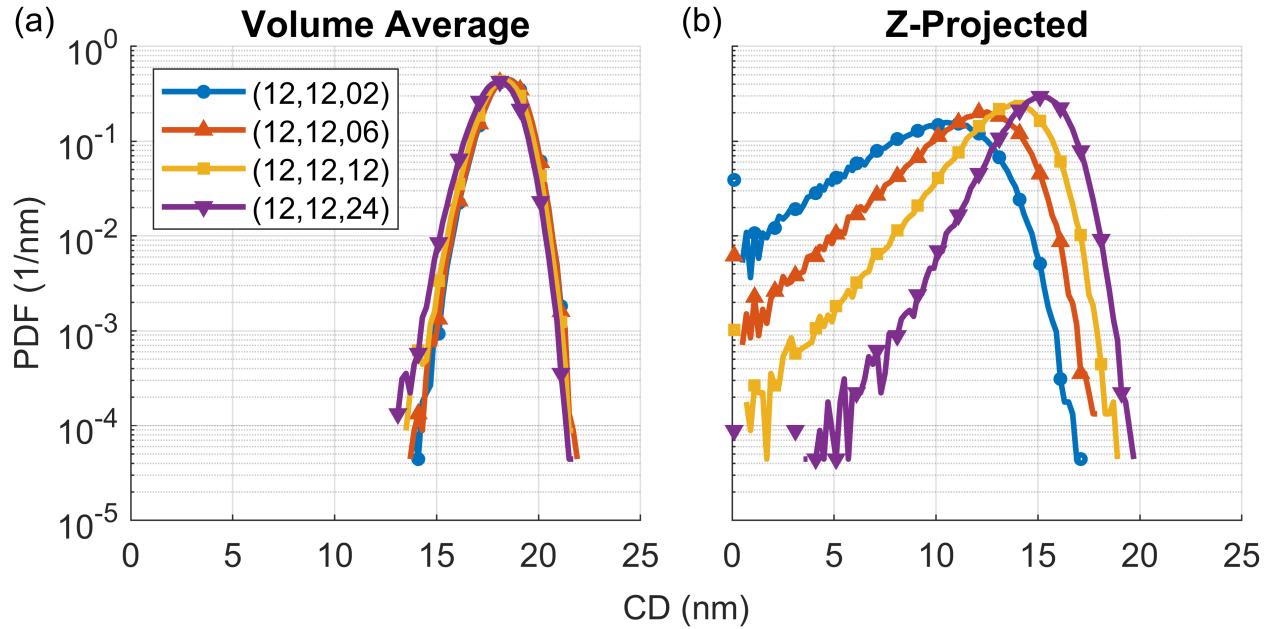 (a) Volume Average
(b) Z-Projected
PDF (1/nm)
10^0
10^-1
10^-2
10^-3
10^-4
10^-5
(12,12,02)
(12,12,06)
(12,12,12)
(12,12,24)
0 5 10 15 20 25
0 5 10 15 20 25
CD (nm)